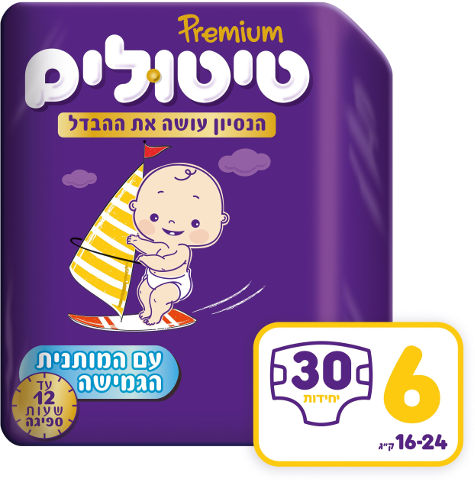 Premium
טיטולים
הנסיון עושה את ההבדל
עם המותנית
הגמישה
עד
12
שעות
ספיגה
30
יחידות
6
16-24 ק״ג